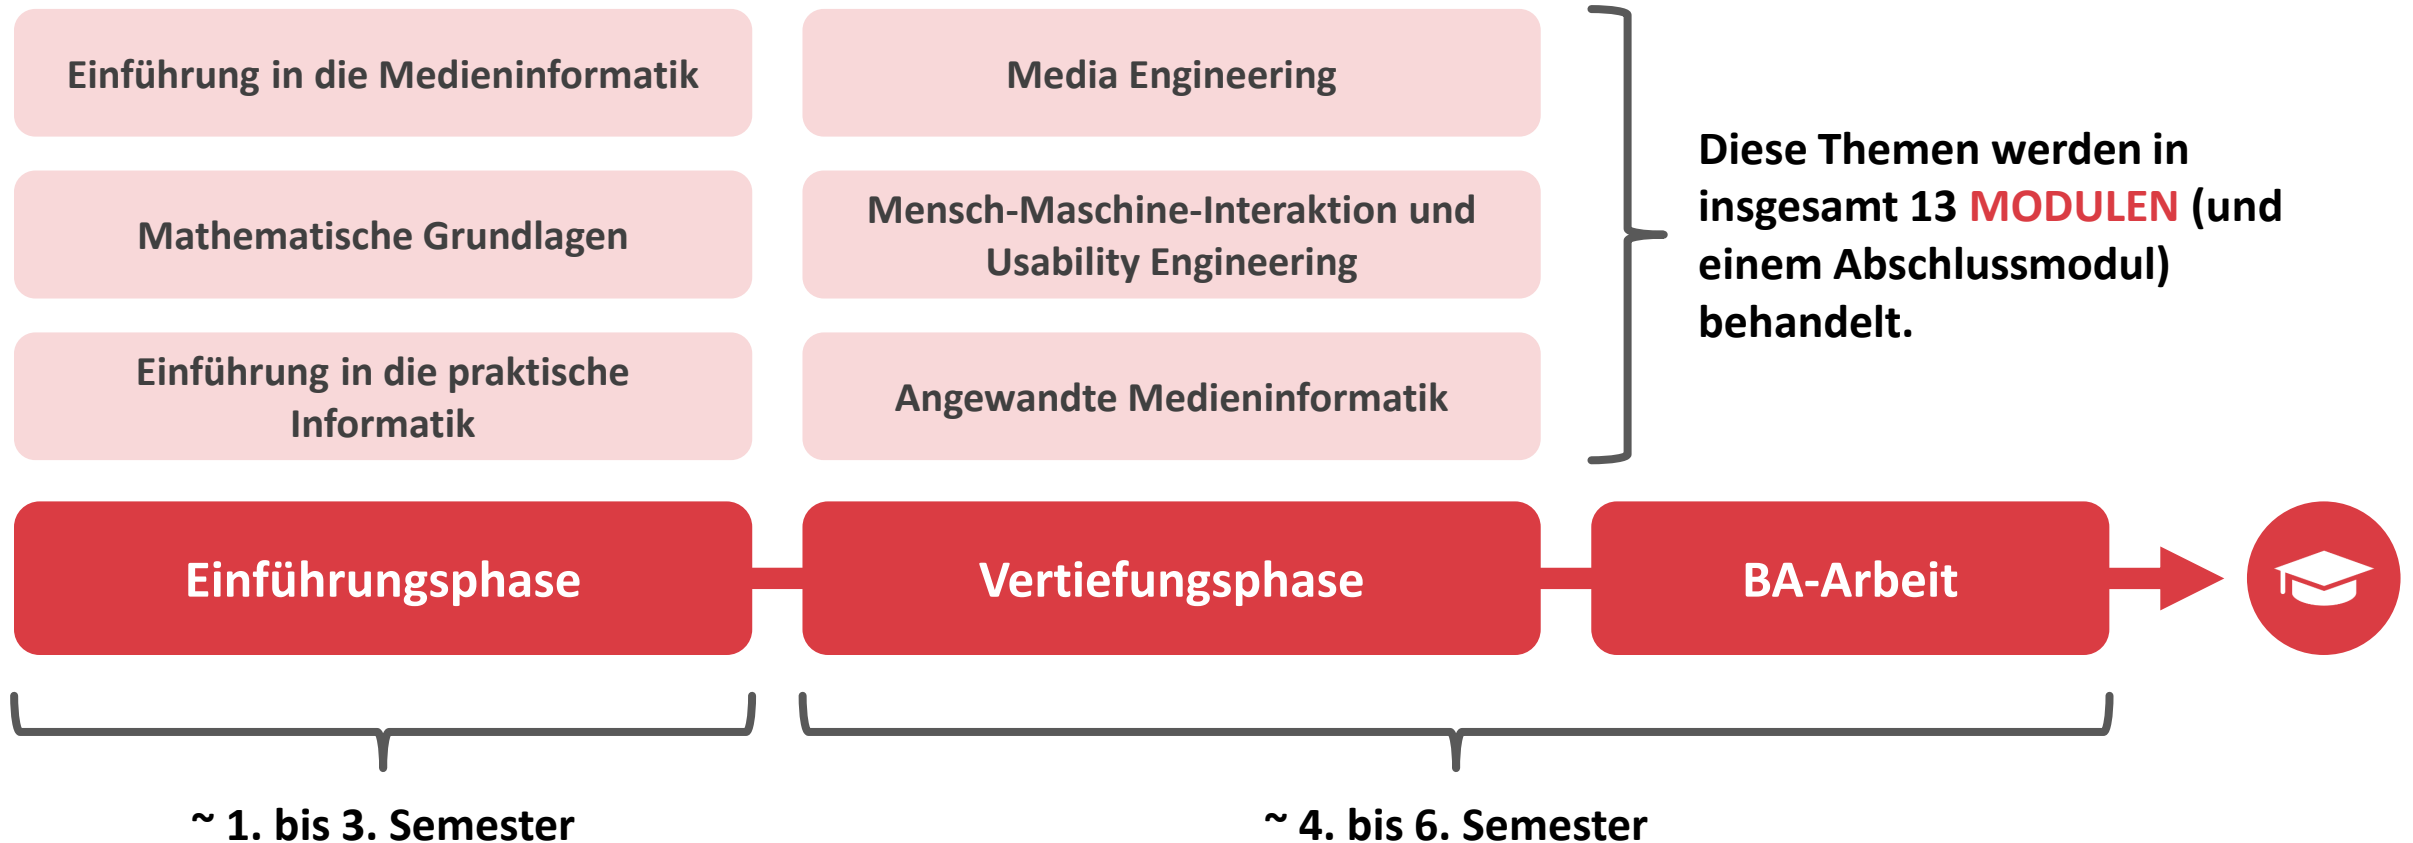 Einführung in die Medieninformatik
Mathematische Grundlagen
Einführung in die praktische
Informatik
Media Engineering
Mensch-Maschine-Interaktion und
Usability Engineering
Angewandte Medieninformatik
Diese Themen werden in
insgesamt 13 MODULEN (und
einem Abschlussmodul)
behandelt.
Einführungsphase
Vertiefungsphase
BA-Arbeit
~ 1. bis 3. Semester
~ 4. bis 6. Semester